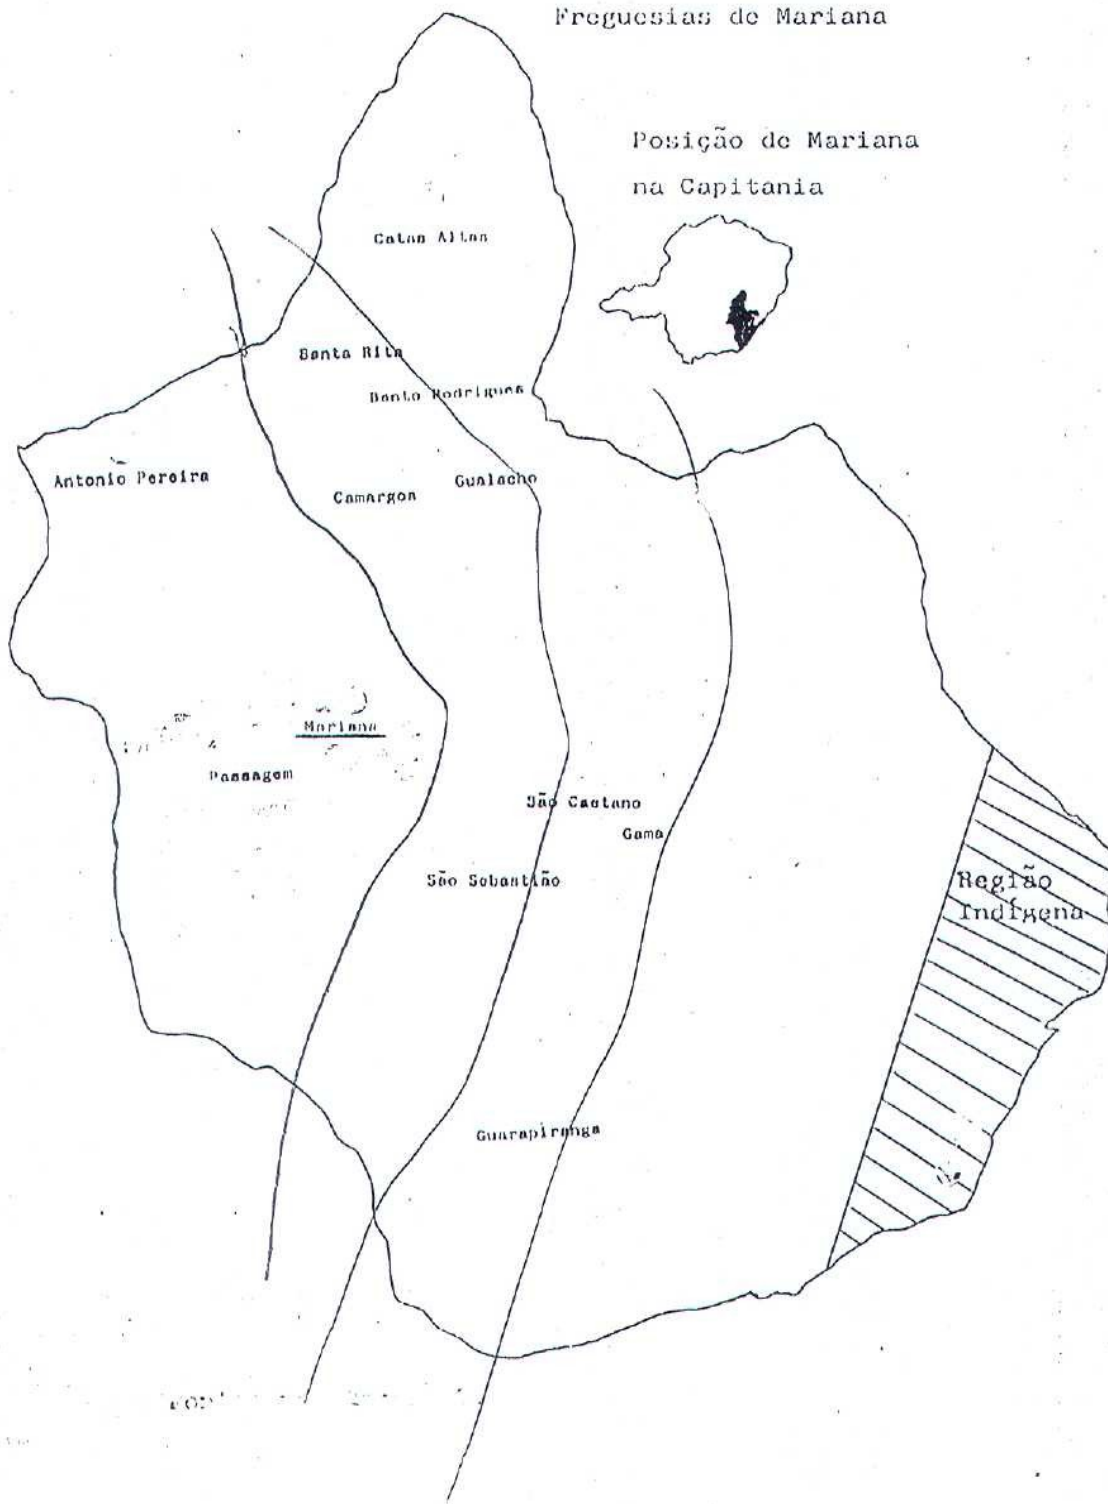 Freguesias de Mariana
Posição de Mariana
na Capitania
Catas Altas
Santa Rita
Bento Rodrigues
Antonio Pereira
Camargos
Gualacho
Mariana
Passagem
São Caetano
Gama
São Sebastião
Região
Indígena
Guarapiranga